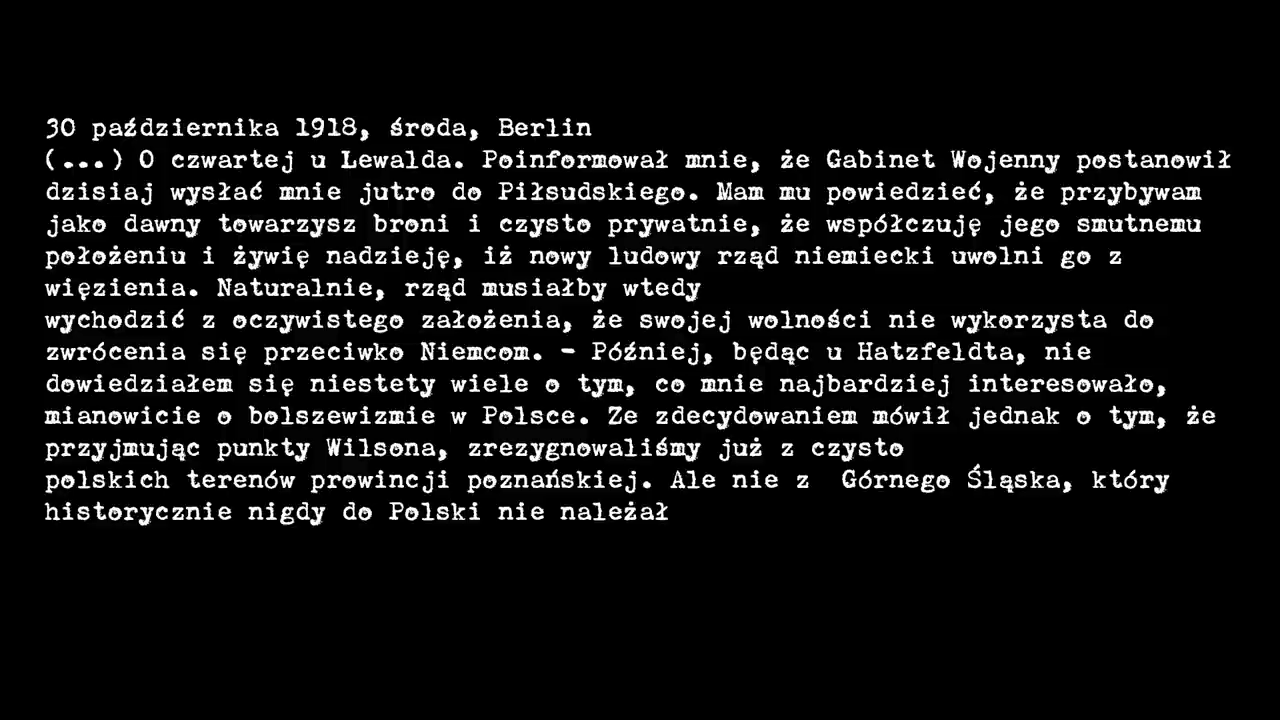 30 października 1918, środa, Berlin
(...) O czwartej u Lewalda. Poinformował mnie, że Gabinet Wojenny postanowił
dzisiaj wysłać mnie jutro do Piłsudskiego. Mam mu powiedzieć, że przybywam
jako dawny towarzysz broni i czysto prywatnie, że współczuję jego smutnemu
położeniu i żywię nadzieję, iż nowy ludowy rząd niemiecki uwolni go z
więzienia. Naturalnie, rząd musiałby wtedy
wychodzić z oczywistego założenia, że swojej wolności nie wykorzysta do
zwrócenia się przeciwko Niemcom. - Później, będąc u Hatzfeldta, nie
dowiedziałem się niestety wiele o tym, co mnie najbardziej interesowało,
mianowicie o bolszewizmie w Polsce. Ze zdecydowaniem mówił jednak o tym, że
przyjmując punkty Wilsona, zrezygnowaliśmy już z czysto
polskich terenów prowincji poznańskiej. Ale nie z  Górnego Śląska, który
historycznie nigdy do Polski nie należał